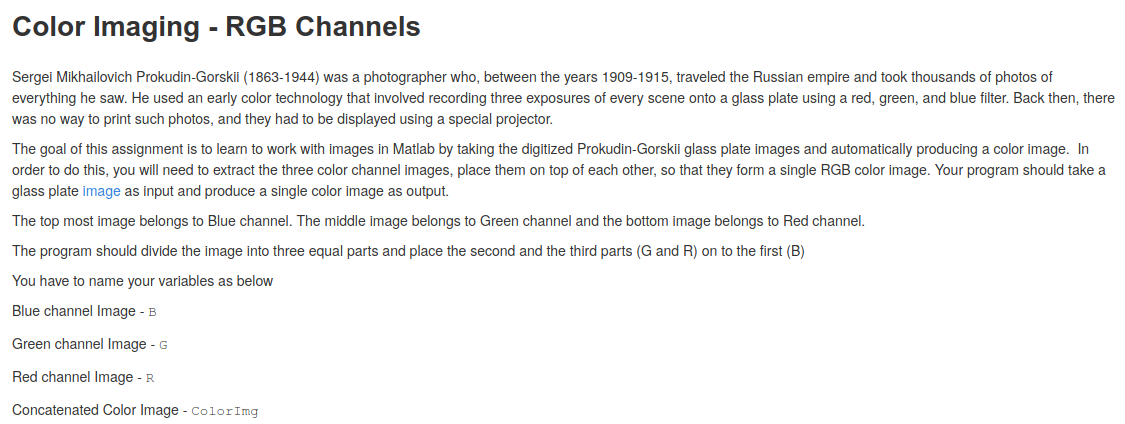 Color Imaging - RGB Channels
Sergei Mikhailovich Prokudin-Gorskii (1863-1944) was a photographer who, between the years 1909-1915, traveled the Russian empire and took thousands of photos of
everything he saw. He used an early color technology that involved recording three exposures of every scene onto a glass plate using a red, green, and blue filter. Back then, there
was no way to print such photos, and they had to be displayed using a special projector.
The goal of this assignment is to learn to work with images in Matlab by taking the digitized Prokudin-Gorskii glass plate images and automatically producing a color image.  In
order to do this, you will need to extract the three color channel images, place them on top of each other, so that they form a single RGB color image. Your program should take a
glass plate image as input and produce a single color image as output.
The top most image belongs to Blue channel. The middle image belongs to Green channel and the bottom image belongs to Red channel.
The program should divide the image into three equal parts and place the second and the third parts (G and R) on to the first (B)
You have to name your variables as below
Blue channel Image - B
Green channel Image - G
Red channel Image - R
Concatenated Color Image - ColorImg